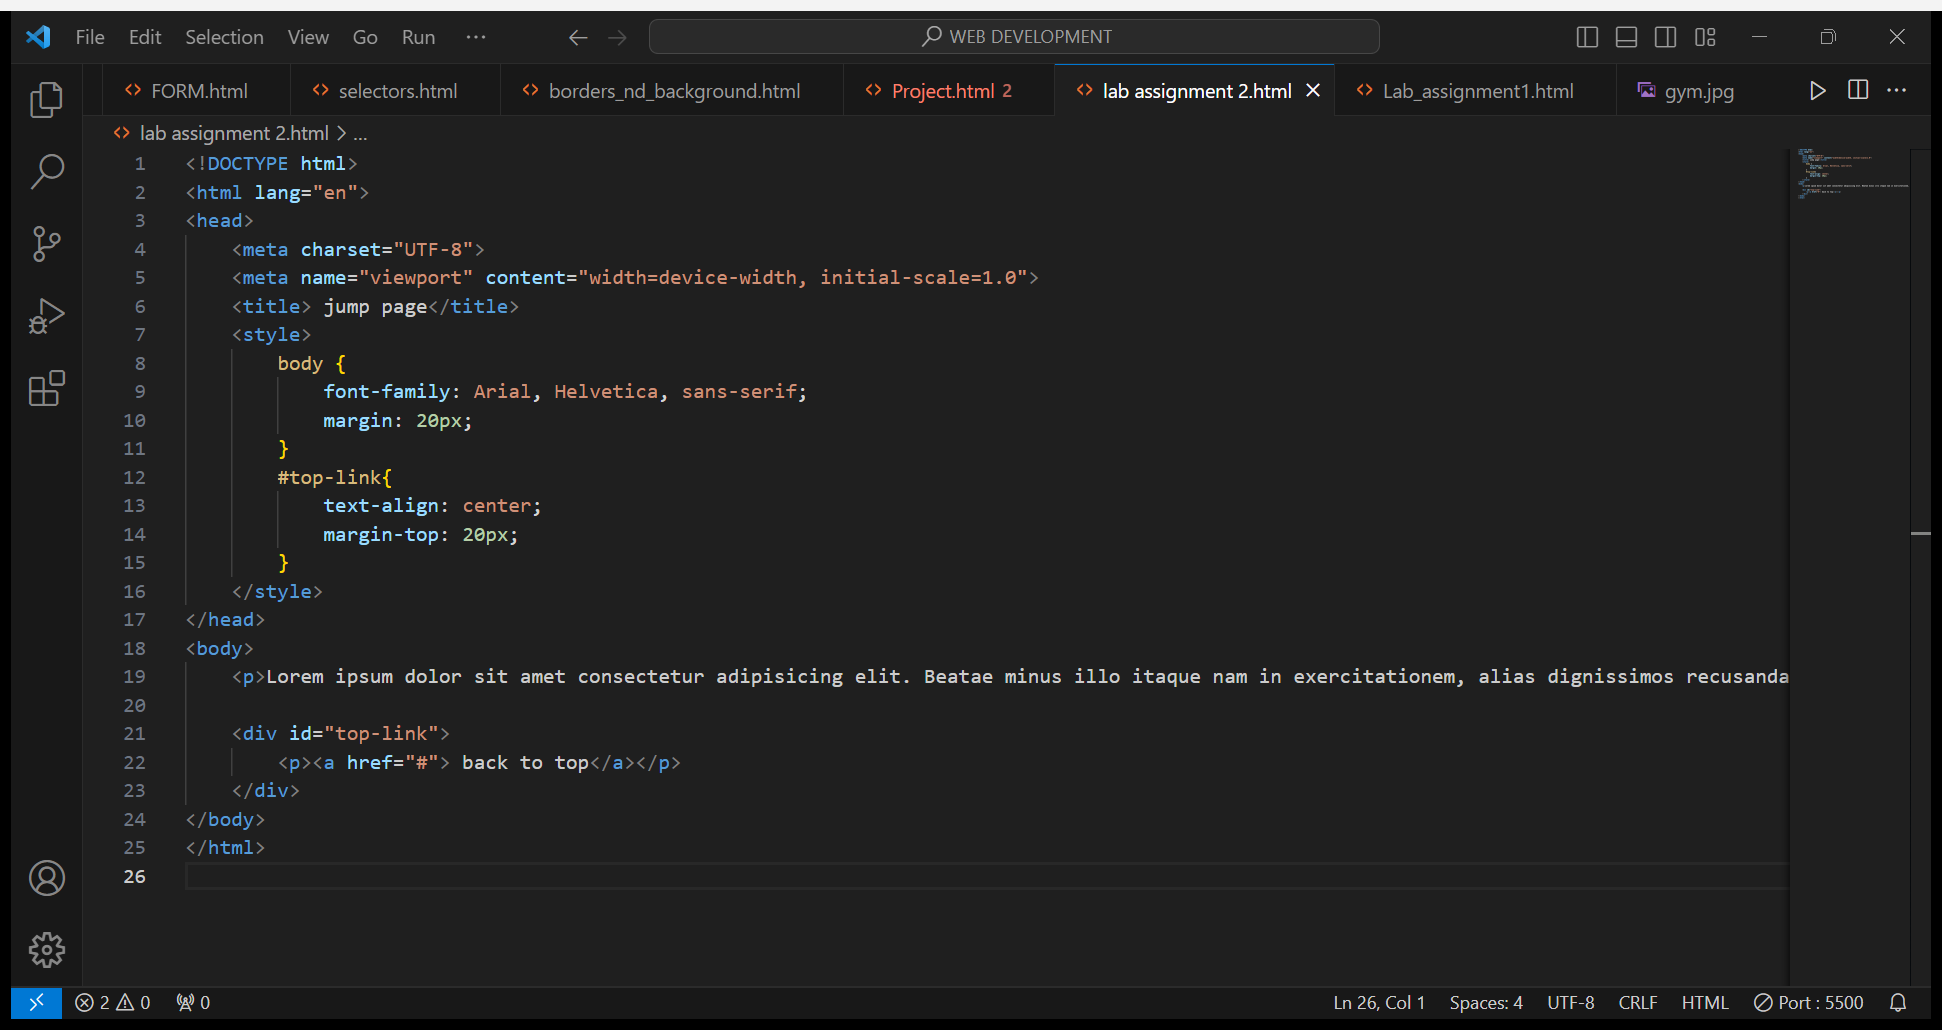 File Edit Selection View Go Run ··· WEB DEVELOPMENT
FORM.html selectors.html borders_nd_background.html Project.html 2 lab assignment 2.html Lab_assignment1.html gym.jpg
lab assignment 2.html > ...
1 <!DOCTYPE html>
2 <html lang="en">
3 <head>
4 <meta charset="UTF-8">
5 <meta name="viewport" content="width=device-width, initial-scale=1.0">
6 <title> jump page</title>
7 <style>
8 body {
9 font-family: Arial, Helvetica, sans-serif;
10 margin: 20px;
11 }
12 #top-link{
13 text-align: center;
14 margin-top: 20px;
15 }
16 </style>
17 </head>
18 <body>
19 <p>Lorem ipsum dolor sit amet consectetur adipisicing elit. Beatae minus illo itaque nam in exercitationem, alias dignissimos recusanda
20
21 <div id="top-link">
22 <p><a href="#"> back to top</a></p>
23 </div>
24 </body>
25 </html>
26
2 0 0 Ln 26, Col 1 Spaces: 4 UTF-8 CRLF HTML Port : 5500